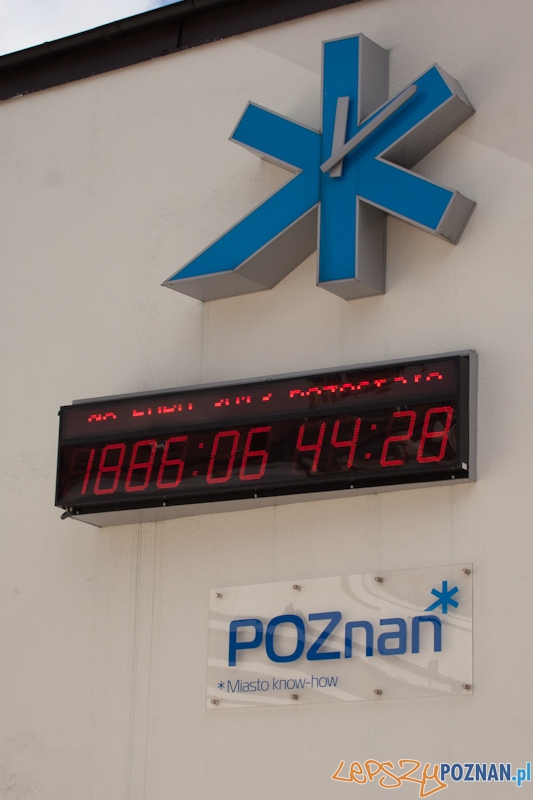 1886:06 44:28
POZnan*
*Miasto know-how
LepszyPOZNAN.pl